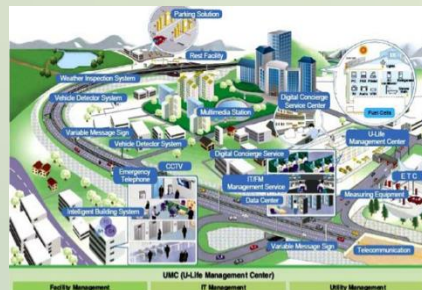 Parking Solution
Rest Facility
Weather Inspection System
Digital Concierge
Service Center
Vehicle Detector System
Multimedia Station
Fuel Cells
Variable Message Sign
U-Life
Management Center
Vehicle Detector System
CCTV
Digital Concierge Service
Emergency
Telephone
IT/FM
Management Service
ETC
Measuring Equipment
Data Center
Intelligent Building System
Variable Message Sign
Telecommunication
UMC (U-Life Management Center)
Facility Management
IT Management
Utility Management